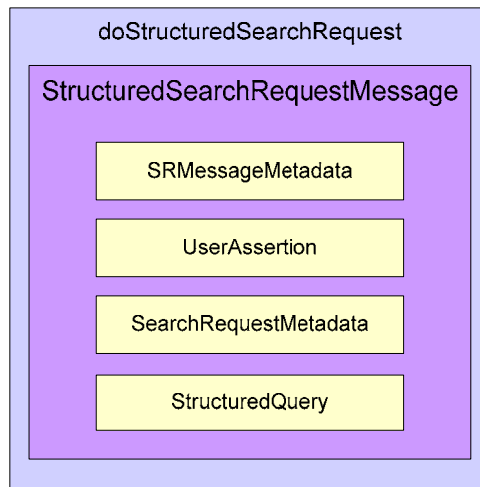 doStructuredSearchRequest
StructuredSearchRequestMessage
SRMessageMetadata
UserAssertion
SearchRequestMetadata
StructuredQuery